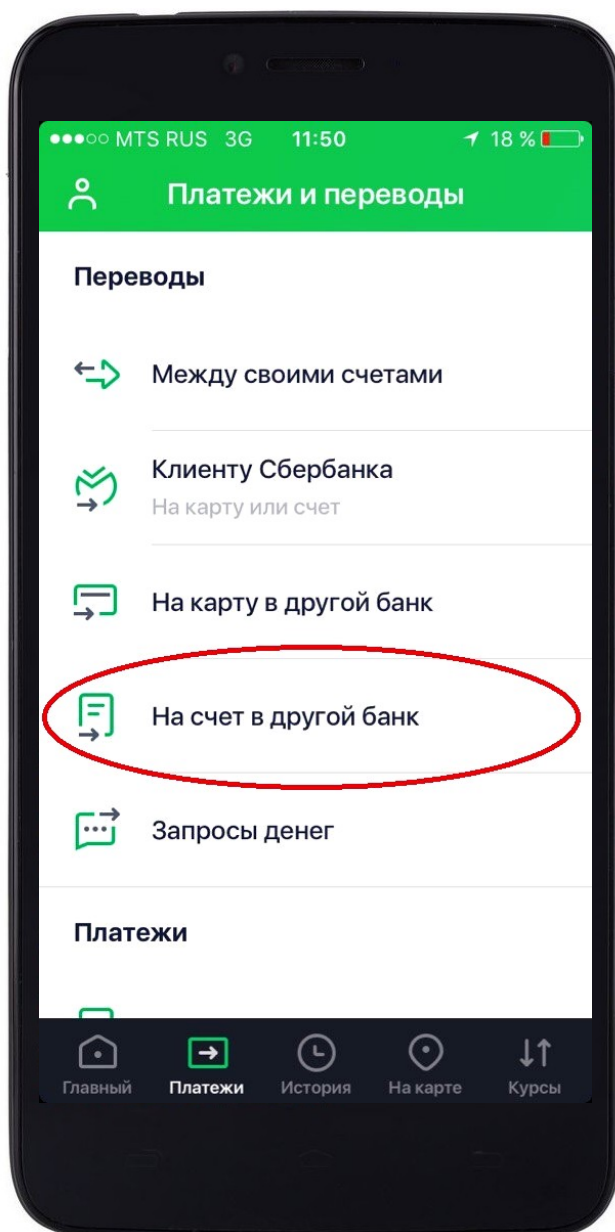 MTS RUS 3G 11:50 18 %
Платежи и переводы
Переводы
Между своими счетами
Клиенту Сбербанка
На карту или счет
На карту в другой банк
На счет в другой банк
Запросы денег
Платежи
Главный Платежи История На карте Курсы